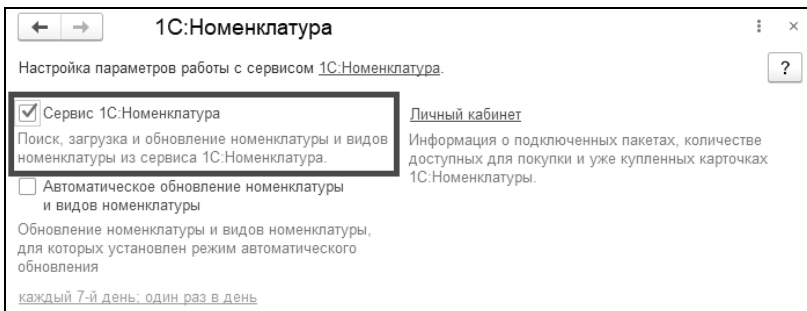 1С:Номенклатура
Настройка параметров работы с сервисом 1С:Номенклатура.
?
Сервис 1С:Номенклатура
Поиск, загрузка и обновление номенклатуры и видов
номенклатуры из сервиса 1С:Номенклатура.
Автоматическое обновление номенклатуры
и видов номенклатуры
Обновление номенклатуры и видов номенклатуры,
для которых установлен режим автоматического
обновления
каждый 7-й день; один раз в день
Личный кабинет
Информация о подключенных пакетах, количестве
доступных для покупки и уже купленных карточках
1С:Номенклатуры.